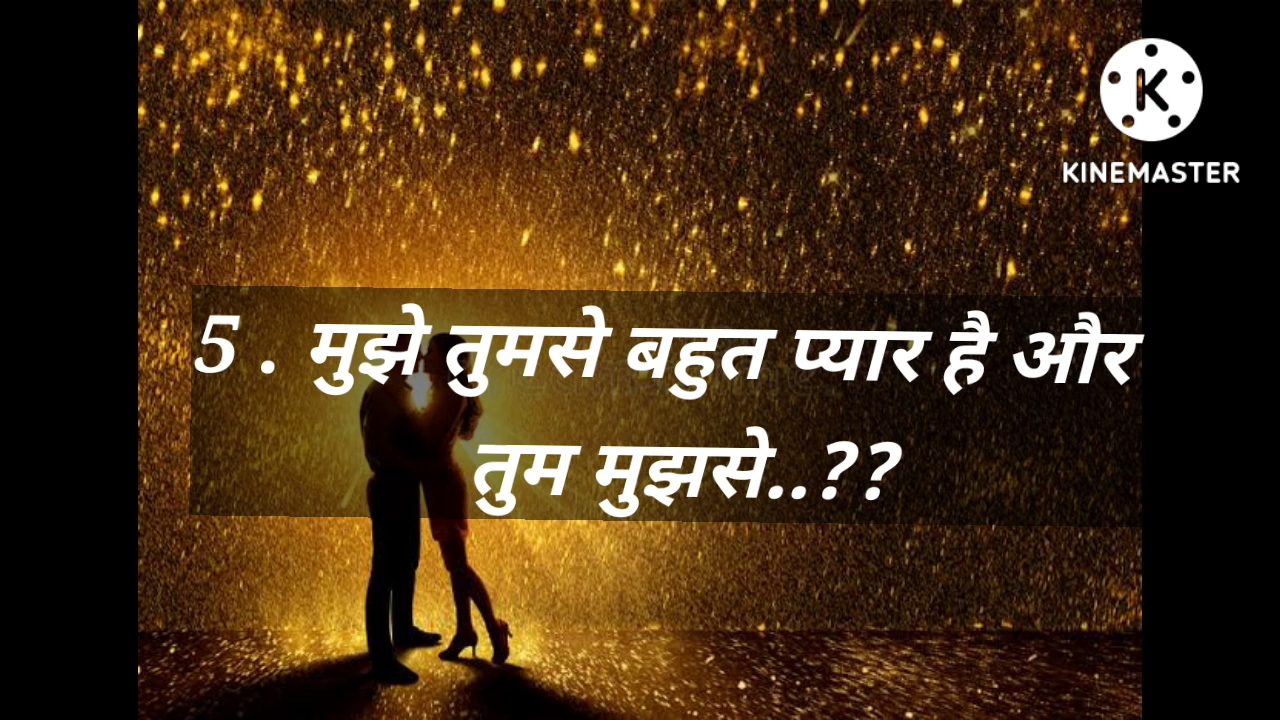 KINEMASTER
5 . मुझे तुमसे बहुत प्यार है और
तुम मुझसे..??